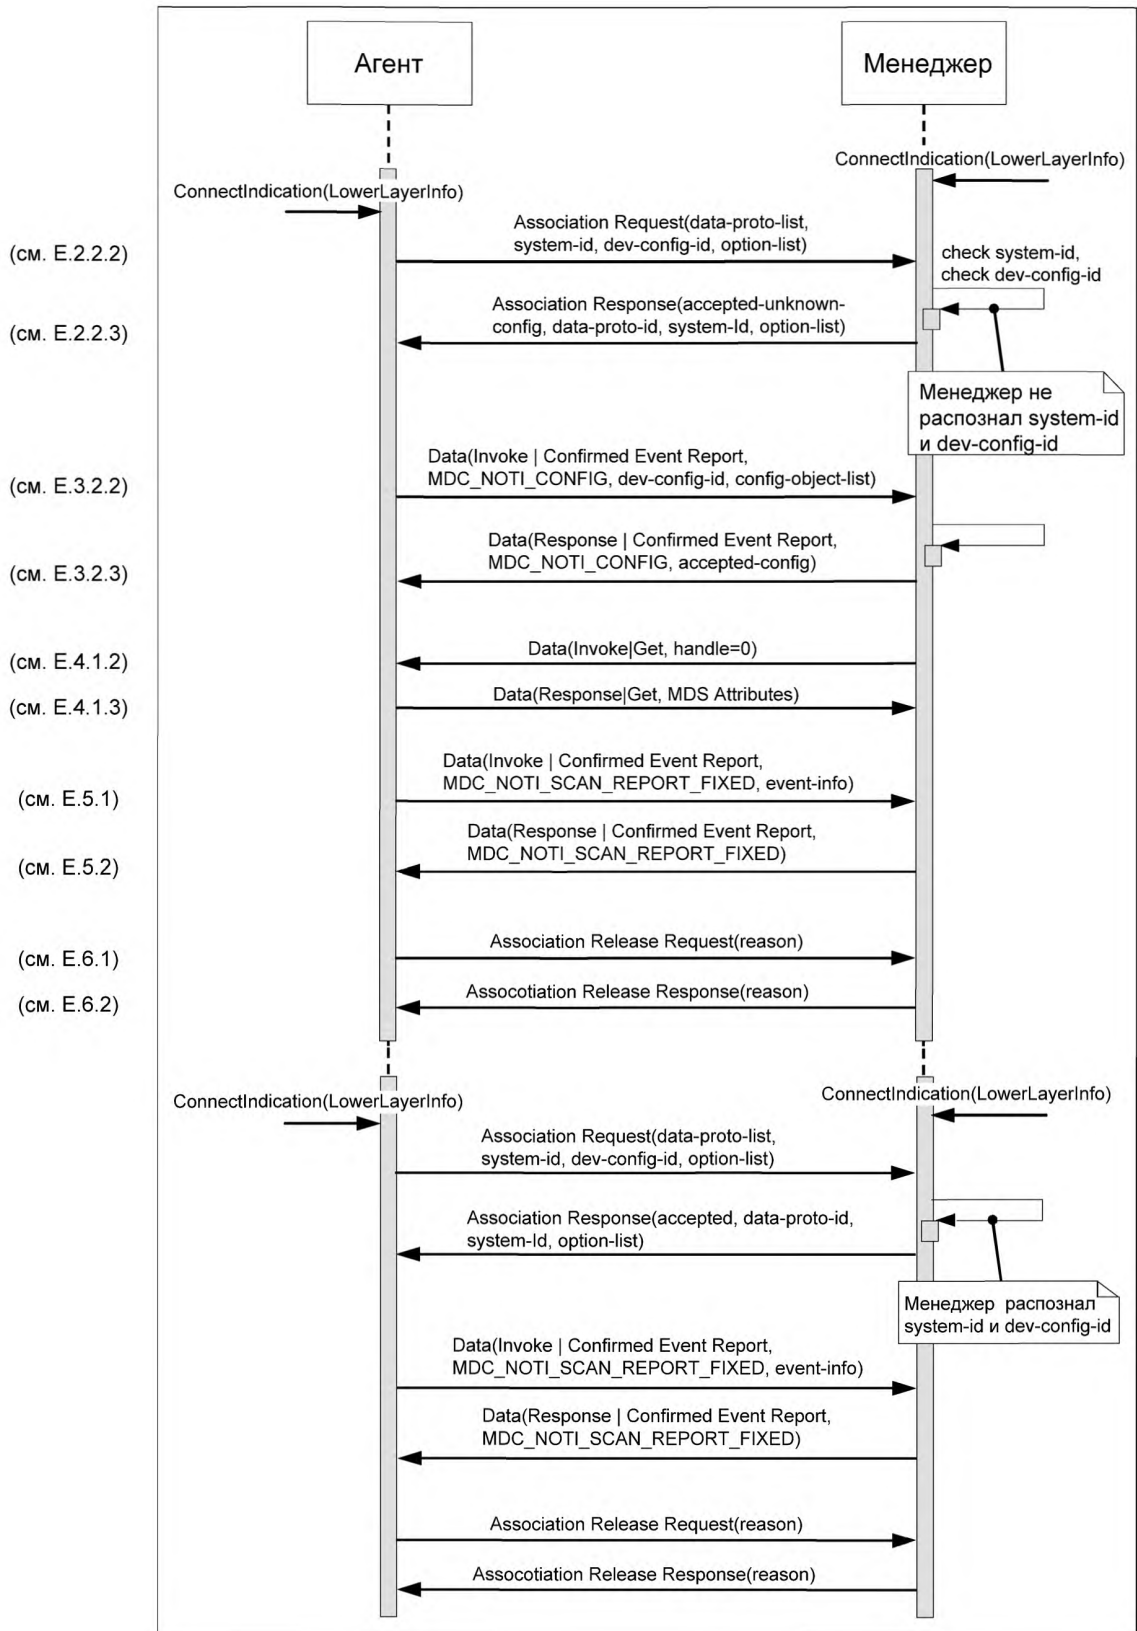 Агент
Менеджер
ConnectIndication(LowerLayerInfo)
ConnectIndication(LowerLayerInfo)
(см. Е.2.2.2)
Association Request(data-proto-list,
system-id, dev-config-id, option-list)
check system-id,
check dev-config-id
(см. Е.2.2.3)
Association Response(accepted-unknown-
config, data-proto-id, system-Id, option-list)
Менеджер не
распознал system-id
и dev-config-id
(см. Е.3.2.2)
Data(Invoke | Confirmed Event Report,
MDC_NOTI_CONFIG, dev-config-id, config-object-list)
(см. Е.3.2.3)
Data(Response | Confirmed Event Report,
MDC_NOTI_CONFIG, accepted-config)
(см. Е.4.1.2)
Data(Invoke|Get, handle=0)
(см. Е.4.1.3)
Data(Response|Get, MDS Attributes)
(см. Е.5.1)
Data(Invoke | Confirmed Event Report,
MDC_NOTI_SCAN_REPORT_FIXED, event-info)
(см. Е.5.2)
Data(Response | Confirmed Event Report,
MDC_NOTI_SCAN_REPORT_FIXED)
(см. Е.6.1)
Association Release Request(reason)
(см. Е.6.2)
Assocotiation Release Response(reason)
ConnectIndication(LowerLayerInfo)
ConnectIndication(LowerLayerInfo)
Association Request(data-proto-list,
system-id, dev-config-id, option-list)
Association Response(accepted, data-proto-id,
system-Id, option-list)
Менеджер распознал
system-id и dev-config-id
Data(Invoke | Confirmed Event Report,
MDC_NOTI_SCAN_REPORT_FIXED, event-info)
Data(Response | Confirmed Event Report,
MDC_NOTI_SCAN_REPORT_FIXED)
Association Release Request(reason)
Assocotiation Release Response(reason)